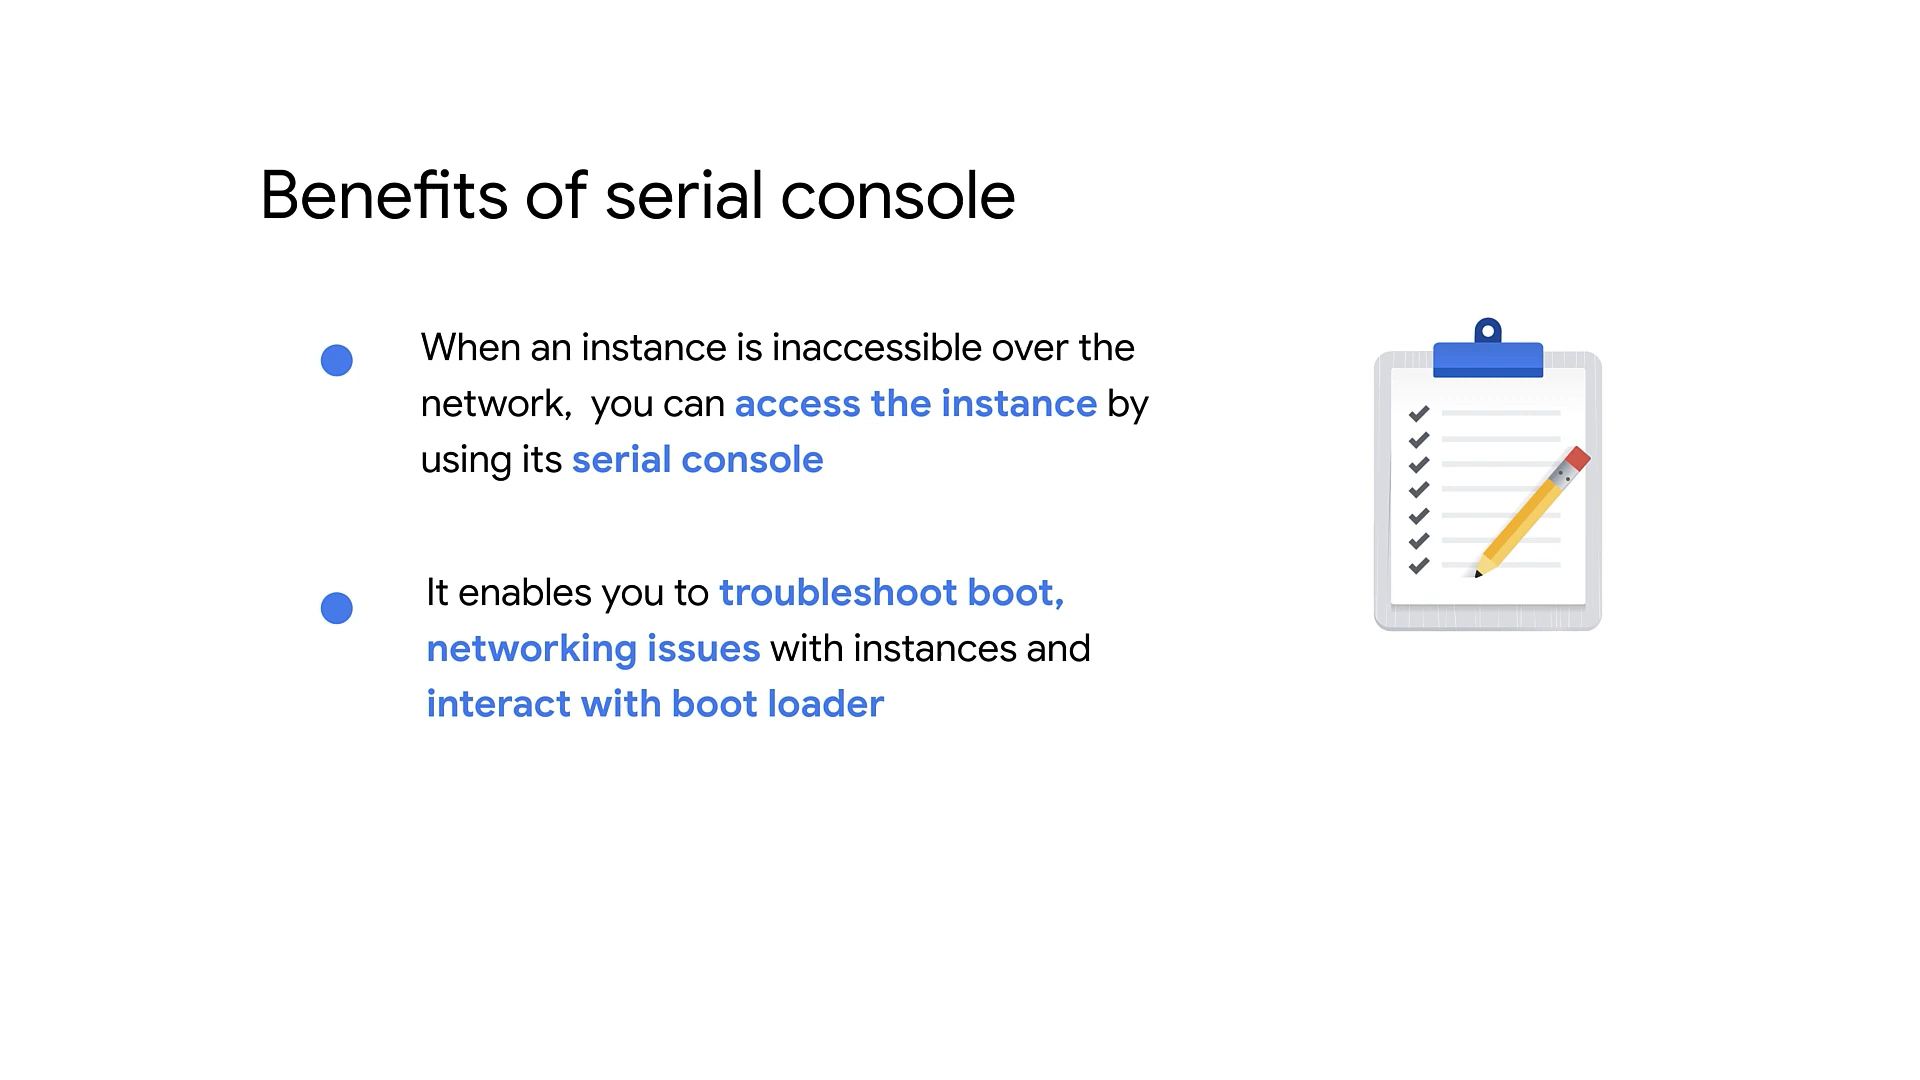 Benefits of serial console
When an instance is inaccessible over the
network,  you can access the instance by
using its serial console
It enables you to troubleshoot boot,
networking issues with instances and
interact with boot loader